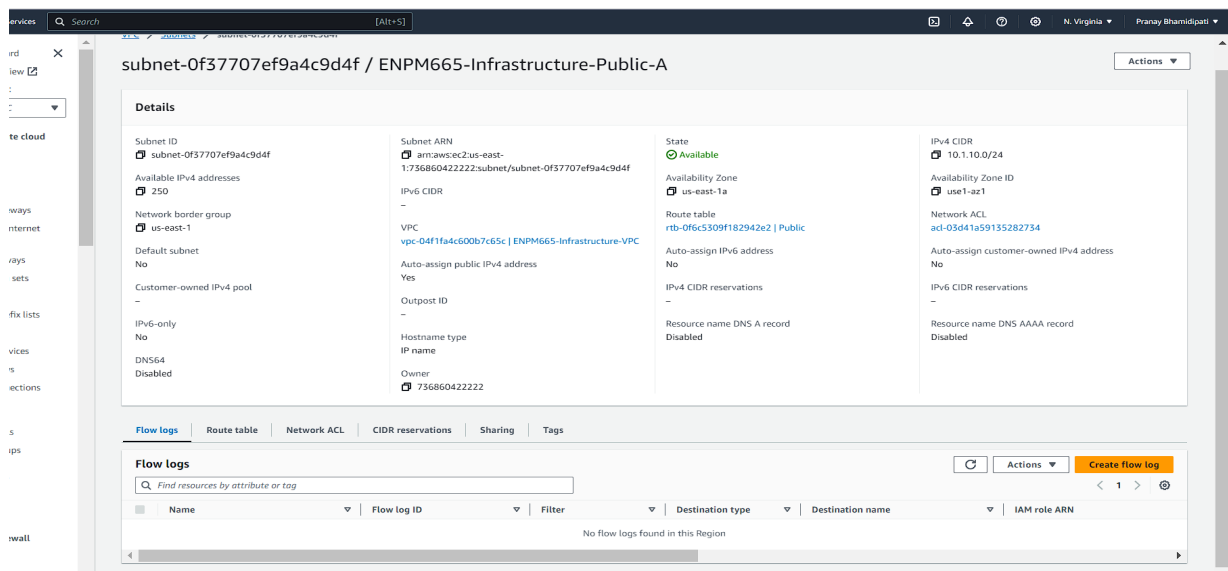 ervices Search [Alt+S] N. Virginia ▼ Pranay Bhamidipati ▼
VPC > Subnets > subnet-0f37707ef9a4c9d4f
subnet-0f37707ef9a4c9d4f / ENPM665-Infrastructure-Public-A
Actions ▼
rd
iew
te cloud
eways
nternet
ways
sets
fix lists
vices
s
ections
s
ups
ewall
Details
Subnet ID
subnet-0f37707ef9a4c9d4f
Available IPv4 addresses
250
Network border group
us-east-1
Default subnet
No
Customer-owned IPv4 pool
–
IPv6-only
No
DNS64
Disabled
Subnet ARN
arn:aws:ec2:us-east-
1:736860422222:subnet/subnet-0f37707ef9a4c9d4f
IPv6 CIDR
–
VPC
vpc-04f1fa4c600b7c65c | ENPM665-Infrastructure-VPC
Auto-assign public IPv4 address
Yes
Outpost ID
–
Hostname type
IP name
Owner
736860422222
State
Available
Availability Zone
us-east-1a
Route table
rtb-0f6c5309f182942e2 | Public
Auto-assign IPv6 address
No
IPv4 CIDR reservations
–
Resource name DNS A record
Disabled
IPv4 CIDR
10.1.10.0/24
Availability Zone ID
use1-az1
Network ACL
acl-03d41a59135282734
Auto-assign customer-owned IPv4 address
No
IPv6 CIDR reservations
–
Resource name DNS AAAA record
Disabled
Flow logs Route table Network ACL CIDR reservations Sharing Tags
Flow logs
Actions ▼ Create flow log
Find resources by attribute or tag
< 1 >
Name Flow log ID Filter Destination type Destination name IAM role ARN
No flow logs found in this Region